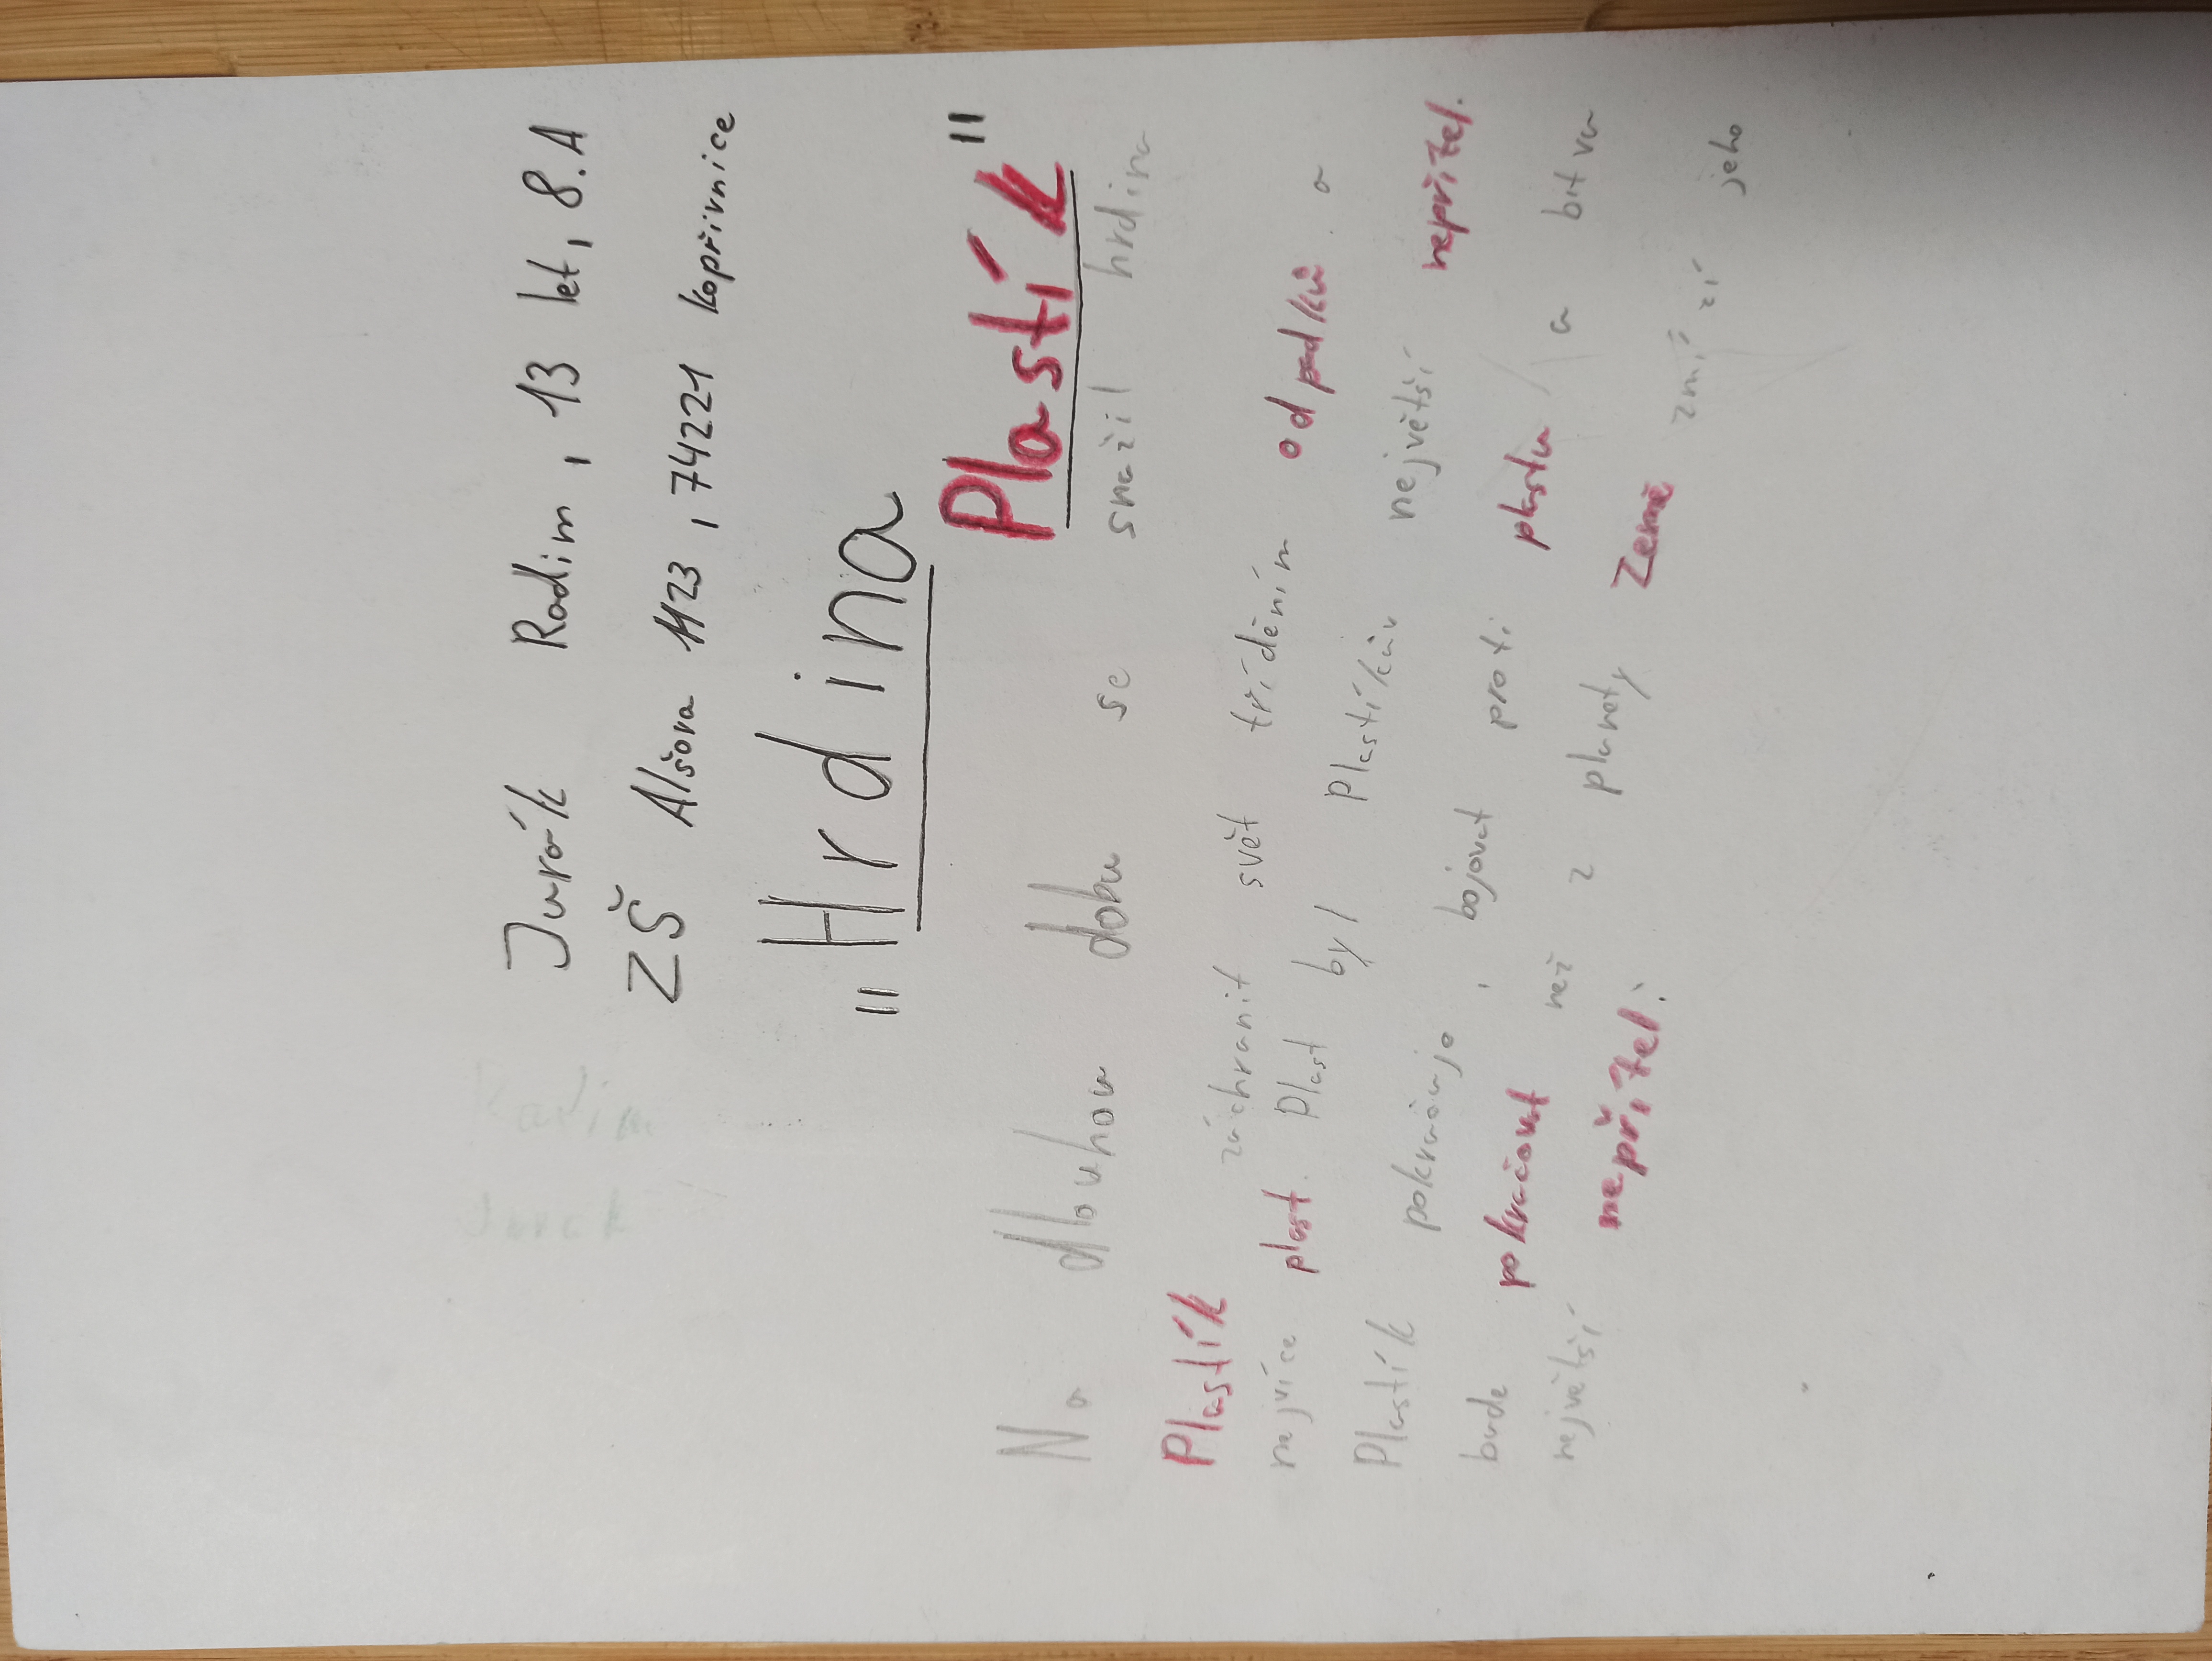 Jurák Radim, 13 let, 8.A
ZŠ Alšova 1123, 74221 Kopřivnice
"Hrdina
Plastík"
Na dlouhou dobu se snažil hrdina
Plastík záchranit svět tříděním odpadků. a
nejvíce plast. Plast byl Plastíkův největší nepřítel.
Plastík pokračuje, bojovat proti plastu a bitva
bude pokračovat než z planety Země zmízí jeho
největší nepřítel.